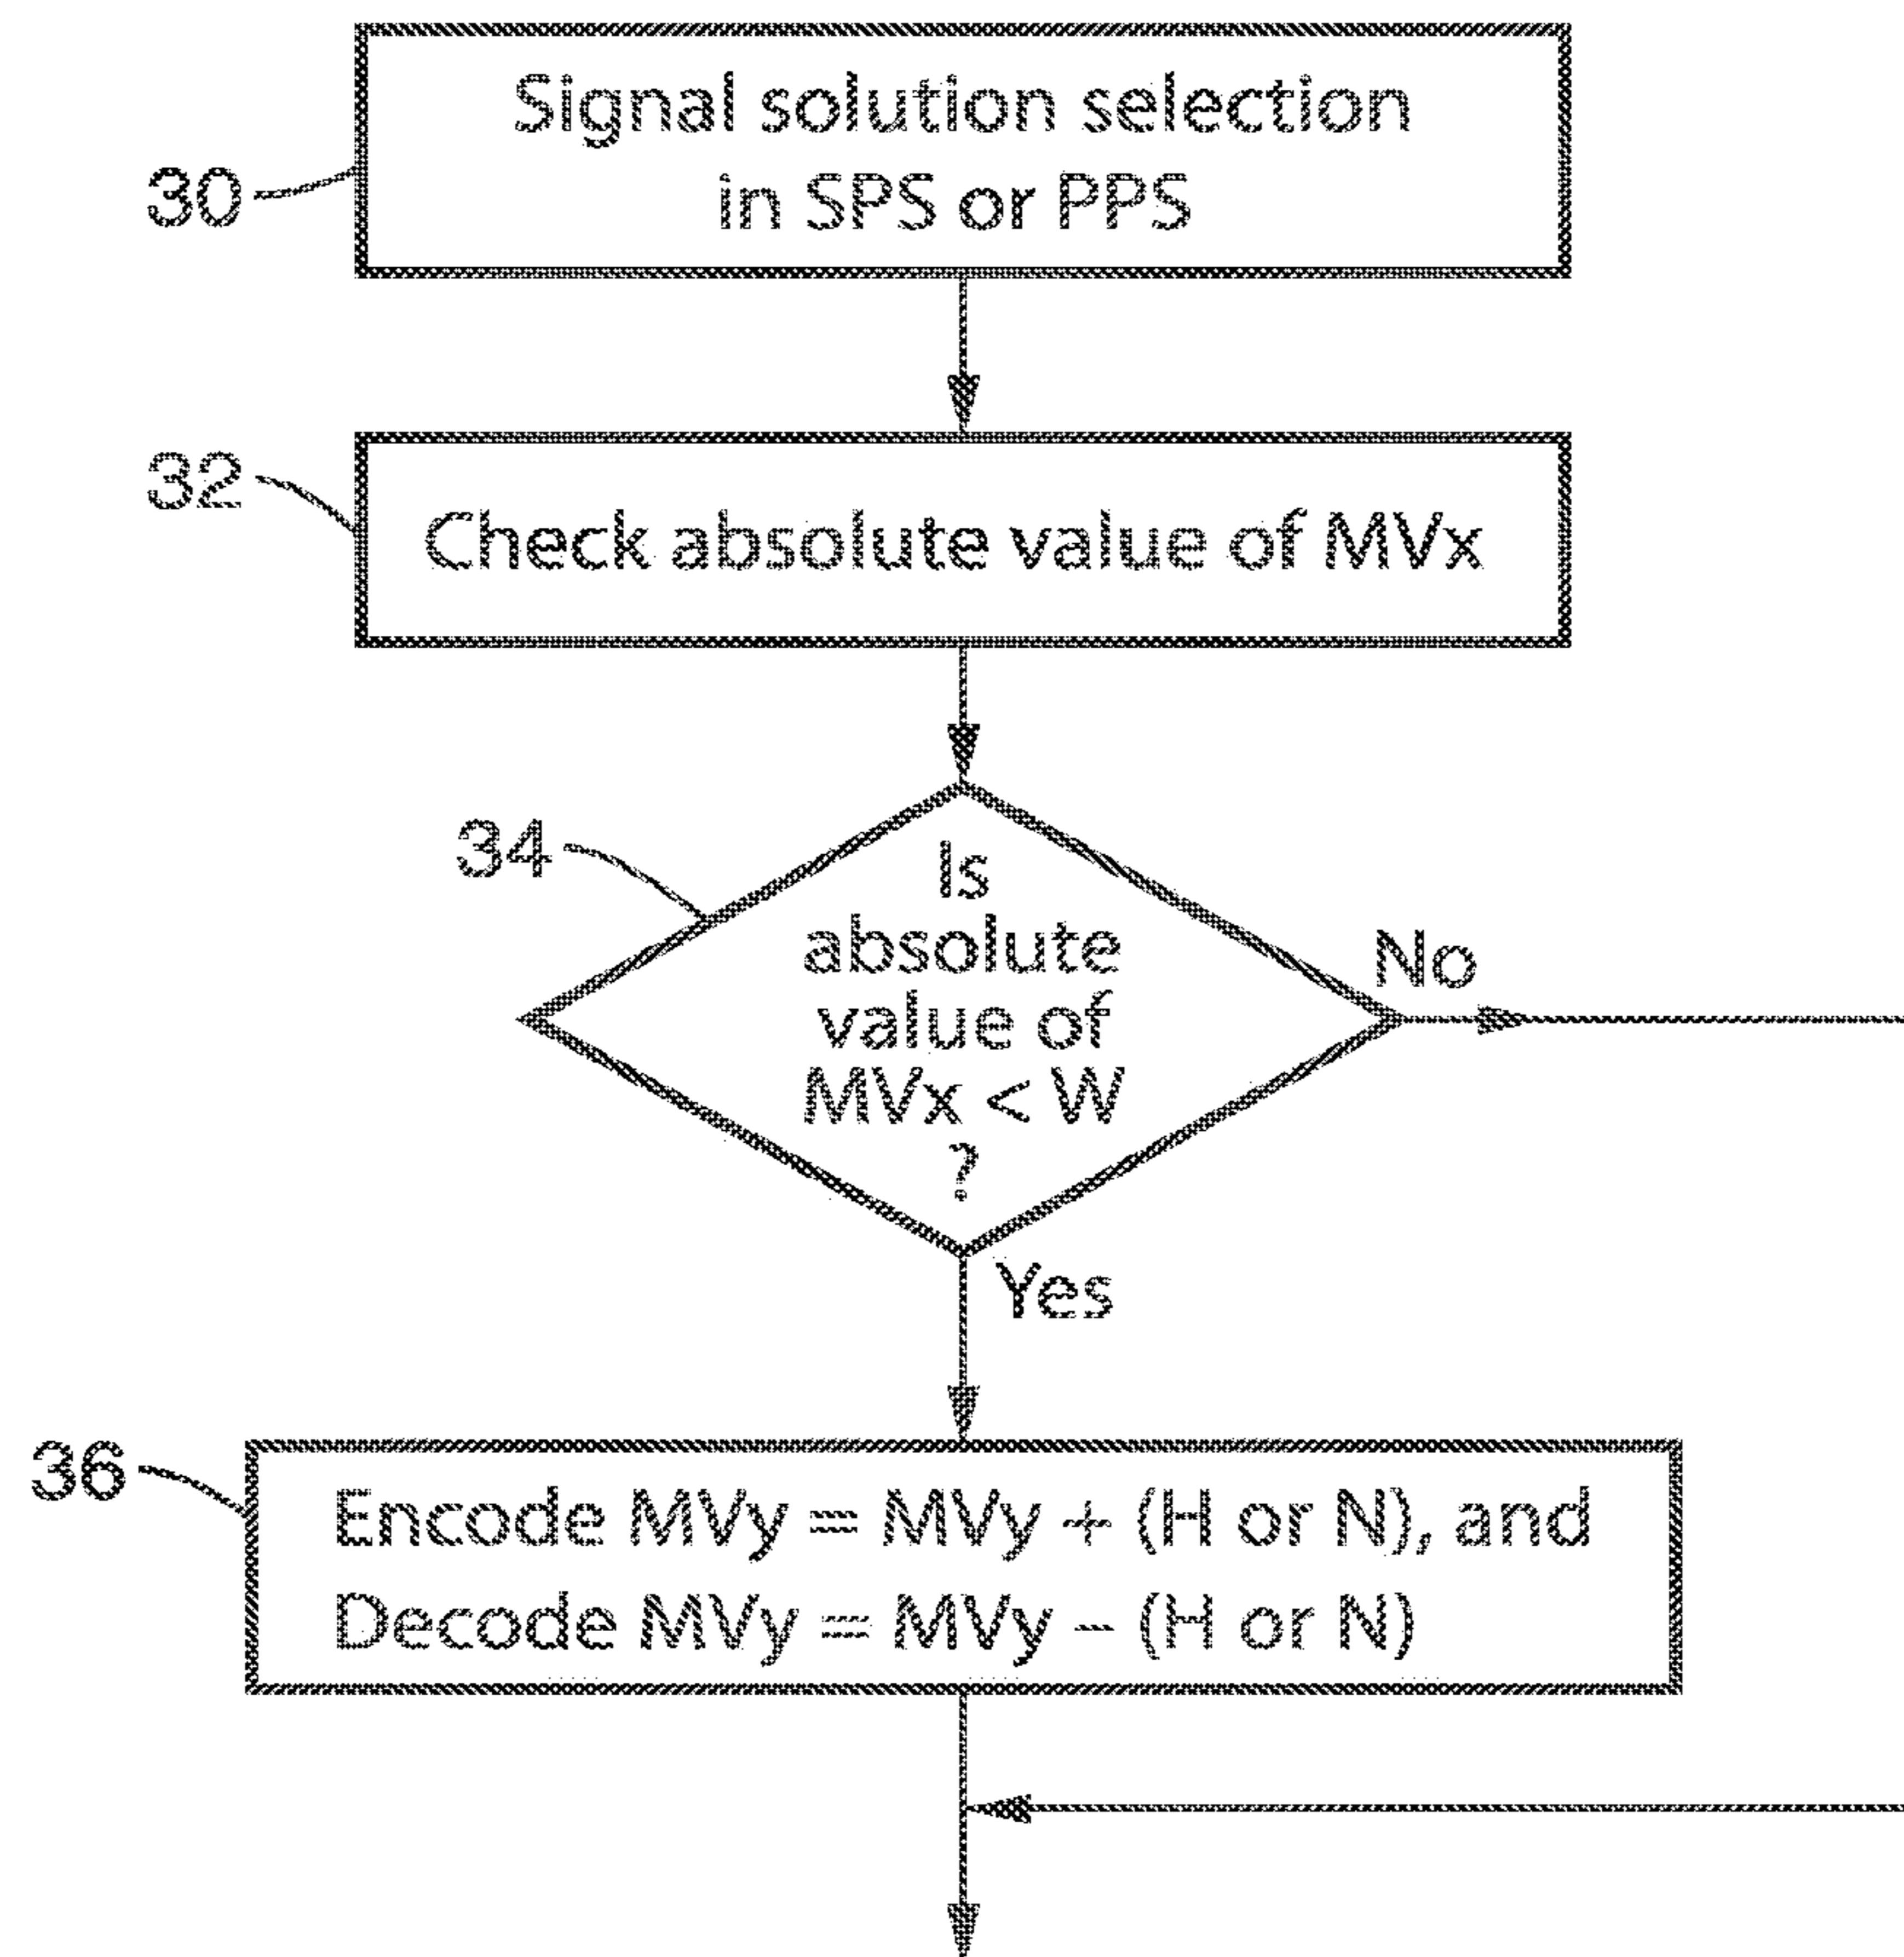 Signal solution selection
in SPS or PPS
30
32
Check absolute value of MVx
34
Is
absolute
value of
MVx < W
?
No
Yes
36
Encode MVy = MVy + (H or N), and
Decode MVy = MVy – (H or N)